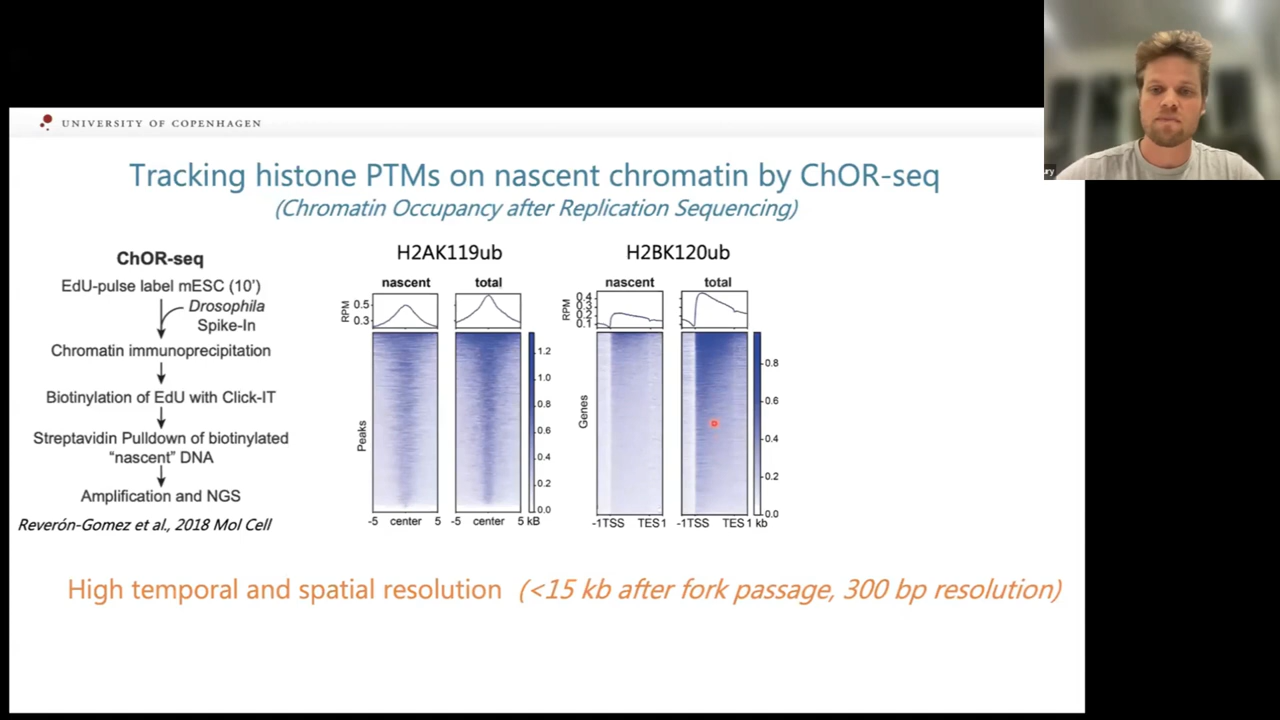 UNIVERSITY OF COPENHAGEN
Tracking histone PTMs on nascent chromatin by ChOR-seq
(Chromatin Occupancy after Replication Sequencing)
ChOR-seq
EdU-pulse label mESC (10')
Drosophila
Spike-In
Chromatin immunoprecipitation
Biotinylation of EdU with Click-IT
Streptavidin Pulldown of biotinylated
“nascent” DNA
Amplification and NGS
Reverón-Gomez et al., 2018 Mol Cell
H2AK119ub
nascent total
RPM
0.5
0.3
Peaks
1.2
1.0
0.8
0.6
0.4
0.2
0.0
-5 center 5 -5 center 5 kB
H2BK120ub
nascent total
RPM
0.4
0.3
0.2
0.1
Genes
0.8
0.6
0.4
0.2
0.0
-1TSS TES 1 -1TSS TES 1 kb
High temporal and spatial resolution (<15 kb after fork passage, 300 bp resolution)